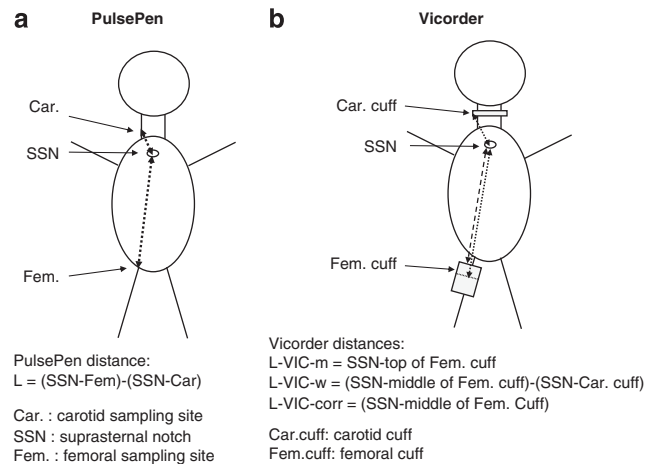 a PulsePen
Car.
SSN
Fem.
PulsePen distance:
L = (SSN-Fem)-(SSN-Car)
Car. : carotid sampling site
SSN : suprasternal notch
Fem. : femoral sampling site
b Vicorder
Car. cuff
SSN
Fem. cuff
Vicorder distances:
L-VIC-m = SSN-top of Fem. cuff
L-VIC-w = (SSN-middle of Fem. cuff)-(SSN-Car. cuff)
L-VIC-corr = (SSN-middle of Fem. Cuff)
Car.cuff: carotid cuff
Fem.cuff: femoral cuff